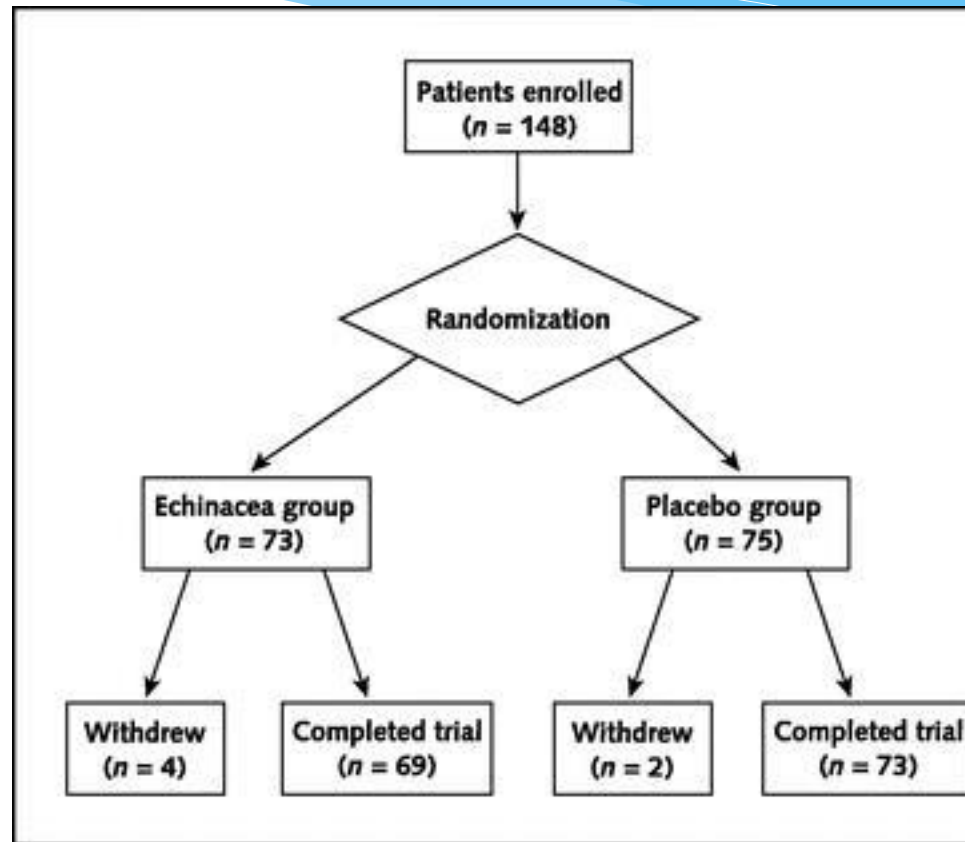 Patients enrolled
(n = 148)
Randomization
Echinacea group
(n = 73)
Placebo group
(n = 75)
Withdrew
(n = 4)
Completed trial
(n = 69)
Withdrew
(n = 2)
Completed trial
(n = 73)